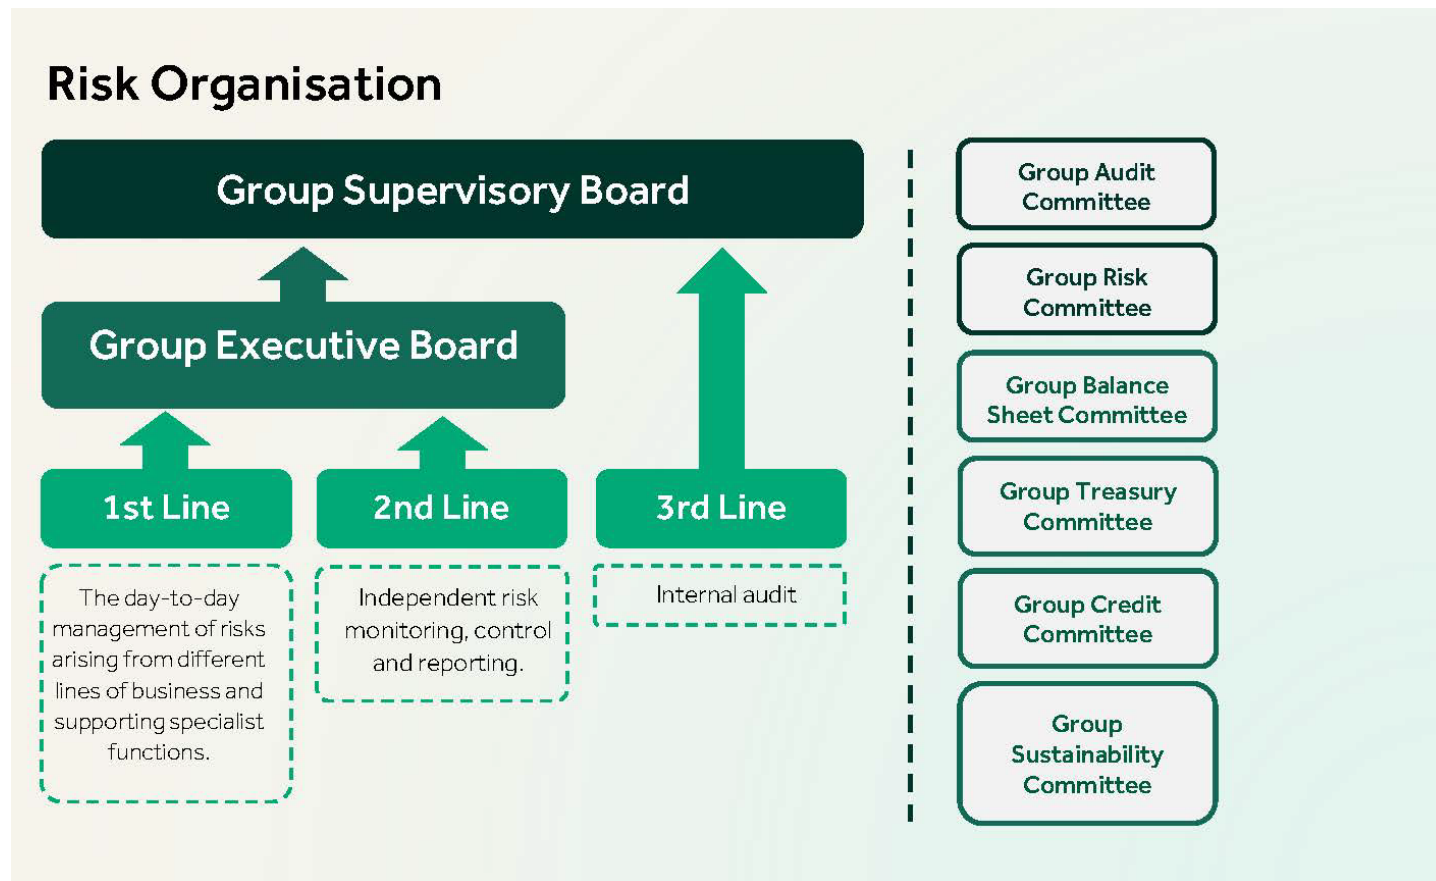 Risk Organisation
Group Supervisory Board
Group Executive Board
1st Line
The day-to-day
management of risks
arising from different
lines of business and
supporting specialist
functions.
2nd Line
Independent risk
monitoring, control
and reporting.
3rd Line
Internal audit
Group Audit
Committee
Group Risk
Committee
Group Balance
Sheet Committee
Group Treasury
Committee
Group Credit
Committee
Group
Sustainability
Committee